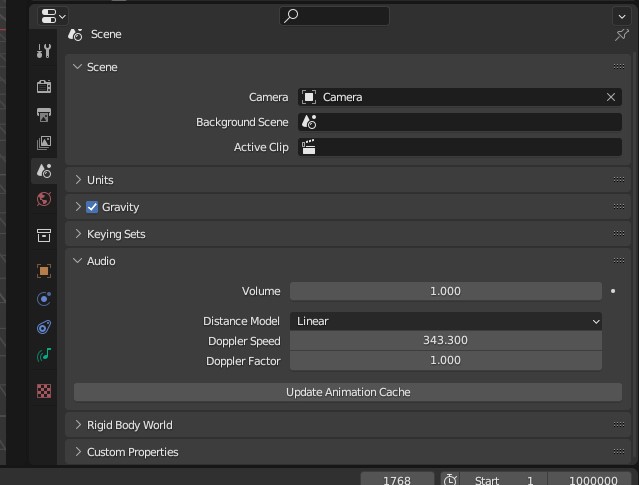 Scene
Scene
Camera Camera
Background Scene
Active Clip
Units
Gravity
Keying Sets
Audio
Volume 1.000
Distance Model Linear
Doppler Speed 343.300
Doppler Factor 1.000
Update Animation Cache
Rigid Body World
Custom Properties
1768 Start 1 1000000